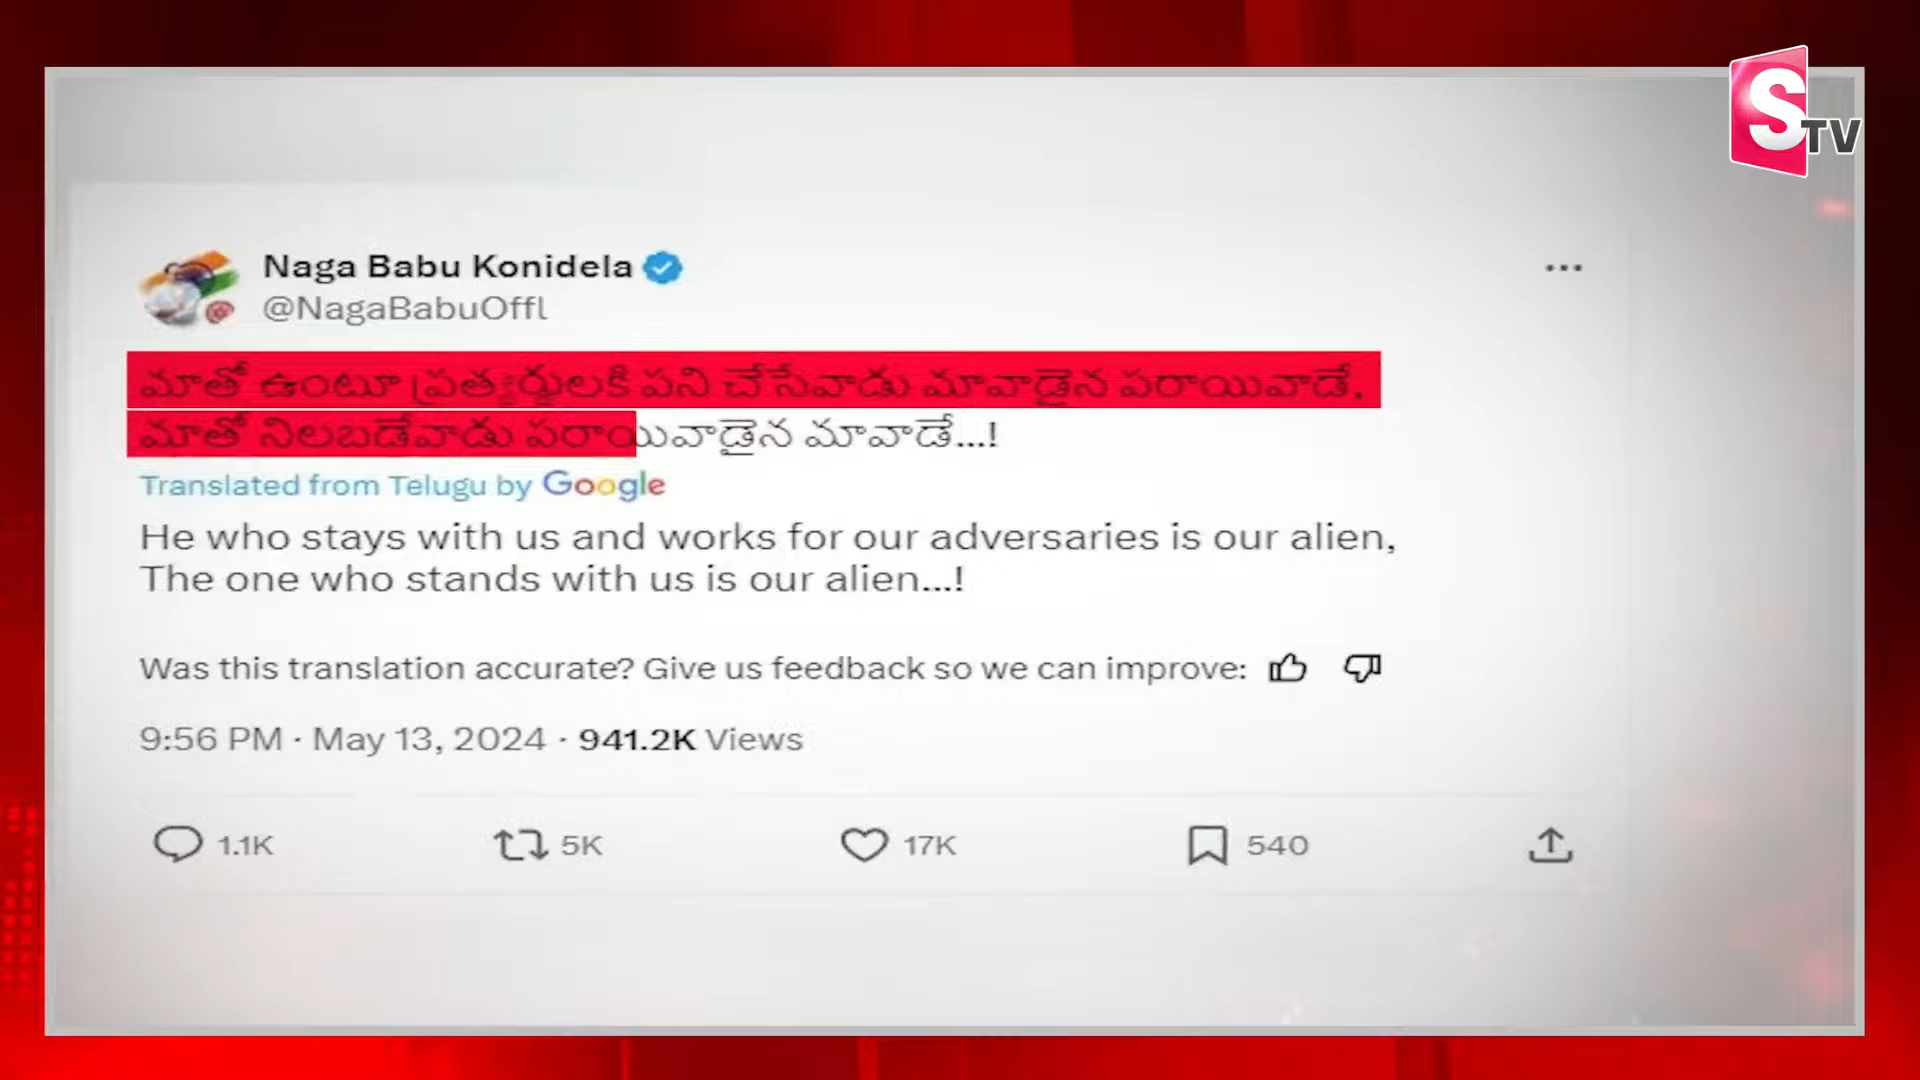 STV
Naga Babu Konidela
@NagaBabuOffl
మాతో ఉంటూ ప్రత్యర్థులకి పని చేసేవాడు మావాడైన పరాయివాడే,
మాతో నిలబడేవాడు పరాయివాడైన మావాడే...!
Translated from Telugu by Google
He who stays with us and works for our adversaries is our alien,
The one who stands with us is our alien...!
Was this translation accurate? Give us feedback so we can improve:
9:56 PM · May 13, 2024 · 941.2K Views
1.1K 5K 17K 540